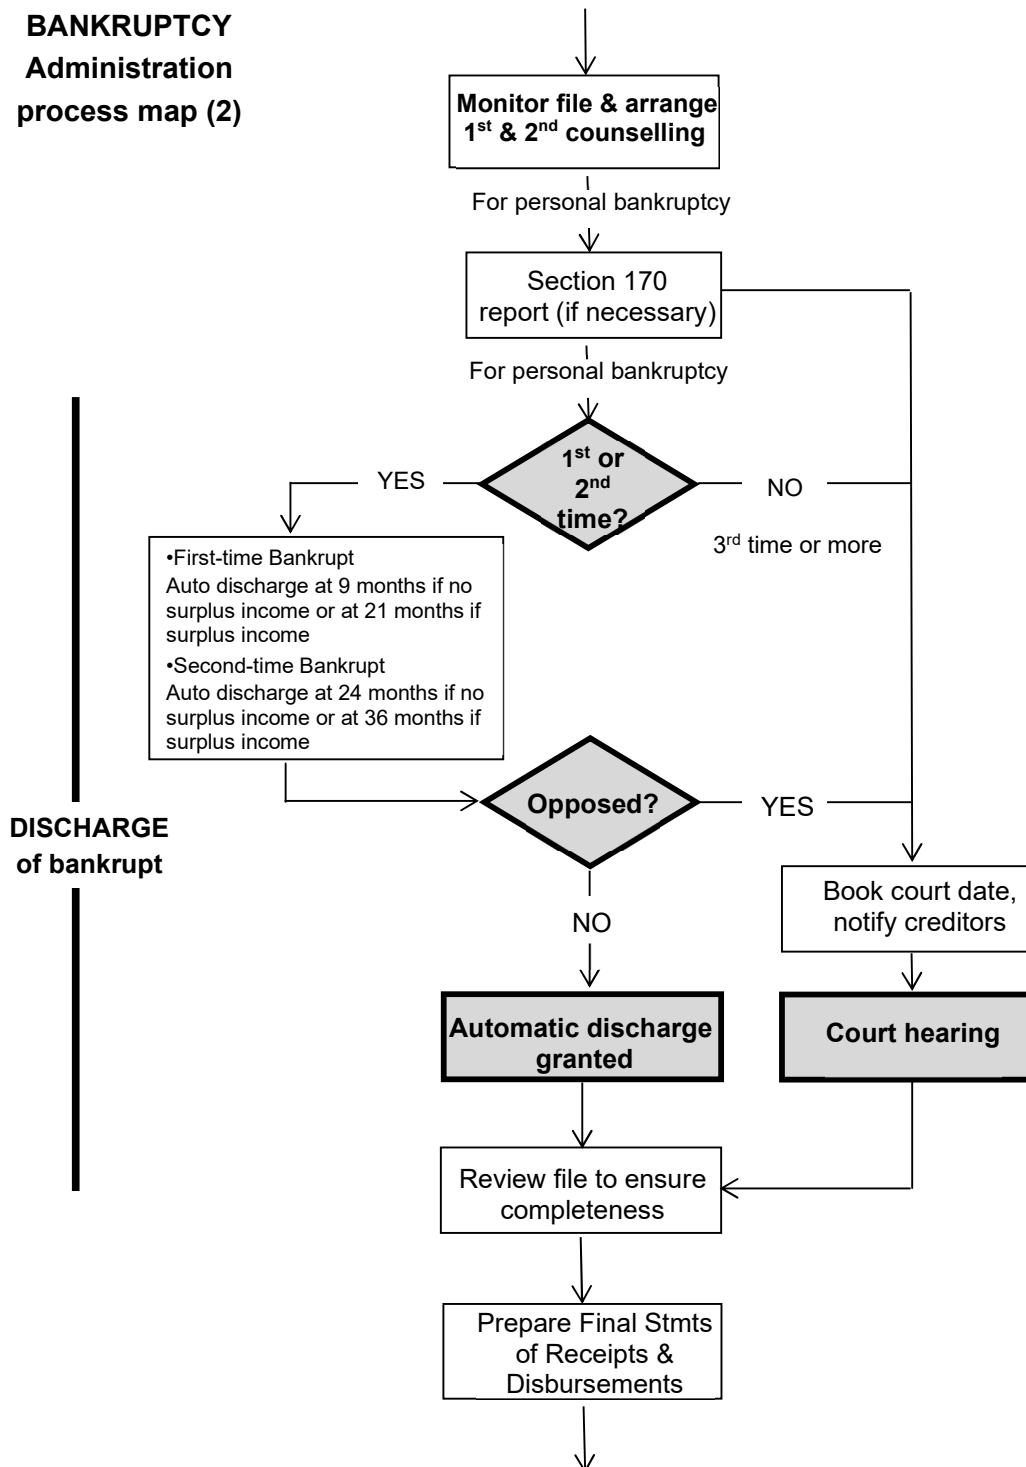 BANKRUPTCY
Administration
process map (2)
Monitor file & arrange
1st & 2nd counselling
For personal bankruptcy
Section 170
report (if necessary)
For personal bankruptcy
1st or
2nd
time?
YES
NO
3rd time or more
•First-time Bankrupt
Auto discharge at 9 months if no
surplus income or at 21 months if
surplus income
•Second-time Bankrupt
Auto discharge at 24 months if no
surplus income or at 36 months if
surplus income
Opposed?
YES
DISCHARGE
of bankrupt
Book court date,
notify creditors
NO
Automatic discharge
granted
Court hearing
Review file to ensure
completeness
Prepare Final Stmts
of Receipts &
Disbursements